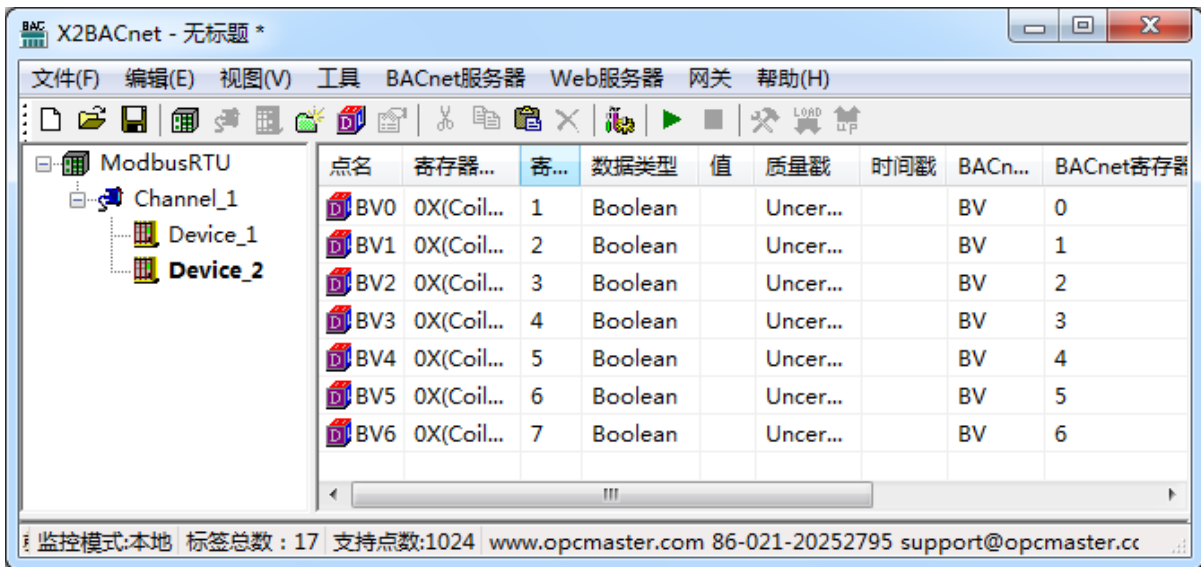 X2BACnet - 无标题 *
文件(F) 编辑(E) 视图(V) 工具 BACnet服务器 Web服务器 网关 帮助(H)
ModbusRTU
Channel_1
Device_1
Device_2
点名 寄存器... 寄... 数据类型 值 质量戳 时间戳 BACn... BACnet寄存器
BV0 0X(Coil... 1 Boolean Uncer... BV 0
BV1 0X(Coil... 2 Boolean Uncer... BV 1
BV2 0X(Coil... 3 Boolean Uncer... BV 2
BV3 0X(Coil... 4 Boolean Uncer... BV 3
BV4 0X(Coil... 5 Boolean Uncer... BV 4
BV5 0X(Coil... 6 Boolean Uncer... BV 5
BV6 0X(Coil... 7 Boolean Uncer... BV 6
监控模式:本地 标签总数：17 支持点数:1024 www.opcmaster.com 86-021-20252795 support@opcmaster.cc